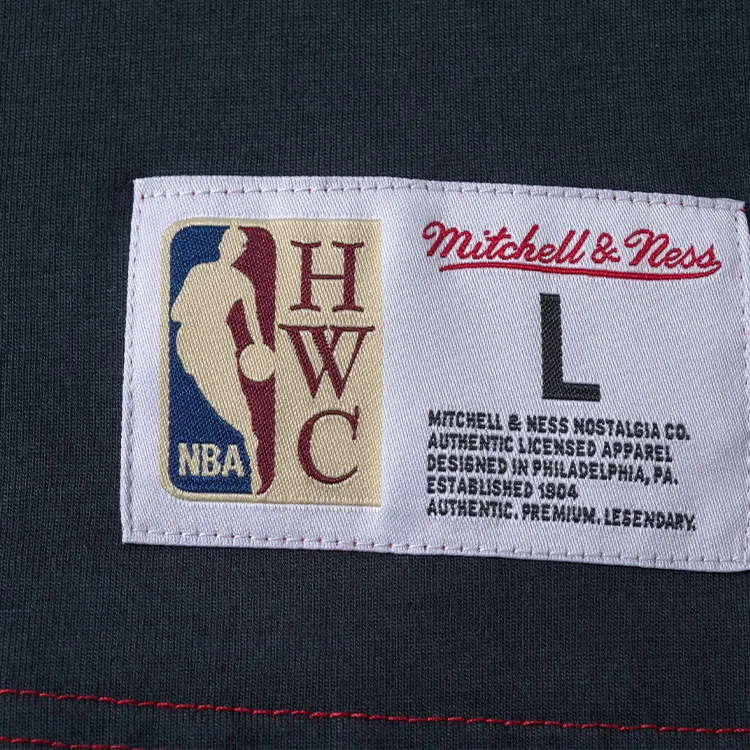 NBA
H
W
C
Mitchell & Ness
L
MITCHELL & NESS NOSTALGIA CO.
AUTHENTIC LICENSED APPAREL
DESIGNED IN PHILADELPHIA, PA.
ESTABLISHED 1904
AUTHENTIC. PREMIUM. LEGENDARY.